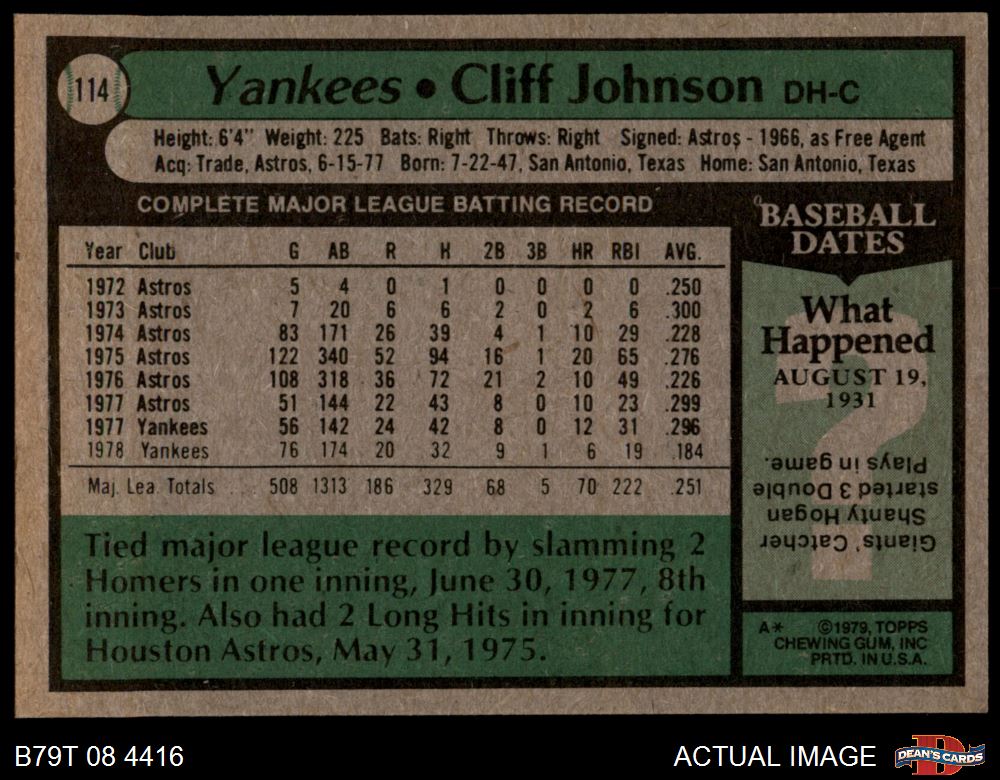 114
Yankees • Cliff Johnson DH-C
Height: 6'4" Weight: 225 Bats: Right Throws: Right Signed: Astros - 1966, as Free Agent
Acq: Trade, Astros, 6-15-77 Born: 7-22-47, San Antonio, Texas Home: San Antonio, Texas
COMPLETE MAJOR LEAGUE BATTING RECORD
Year Club G AB R H 2B 3B HR RBI AVG.
1972 Astros 5 4 0 1 0 0 0 0 .250
1973 Astros 7 20 6 6 2 0 2 6 .300
1974 Astros 83 171 26 39 4 1 10 29 .228
1975 Astros 122 340 52 94 16 1 20 65 .276
1976 Astros 108 318 36 72 21 2 10 49 .226
1977 Astros 51 144 22 43 8 0 10 23 .299
1977 Yankees 56 142 24 42 8 0 12 31 .296
1978 Yankees 76 174 20 32 9 1 6 19 .184
Maj. Lea. Totals .... 508 1313 186 329 68 5 70 222 .251
Tied major league record by slamming 2
Homers in one inning, June 30, 1977, 8th
inning. Also had 2 Long Hits in inning for
Houston Astros, May 31, 1975.
BASEBALL
DATES
What
Happened
AUGUST 19,
1931
Giants' Catcher
Shanty Hogan
started 3 Double
Plays in game.
A* ©1979, TOPPS
CHEWING GUM, INC
PRTD. IN U.S.A.
B79T 08 4416
ACTUAL IMAGE
D
DEAN'S CARDS